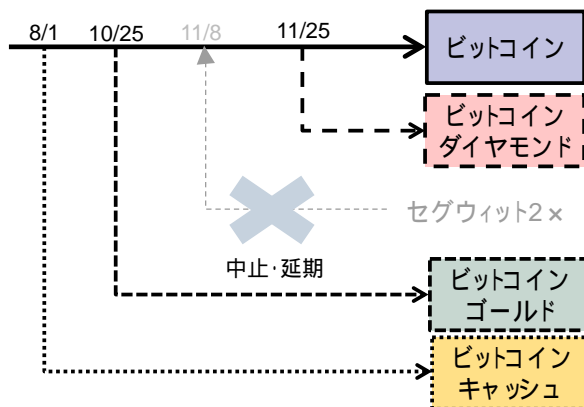 8/1 10/25 11/8 11/25
ビットコイン
ビットコイン
ダイヤモンド
セグウィット2×
中止・延期
ビットコイン
ゴールド
ビットコイン
キャッシュ